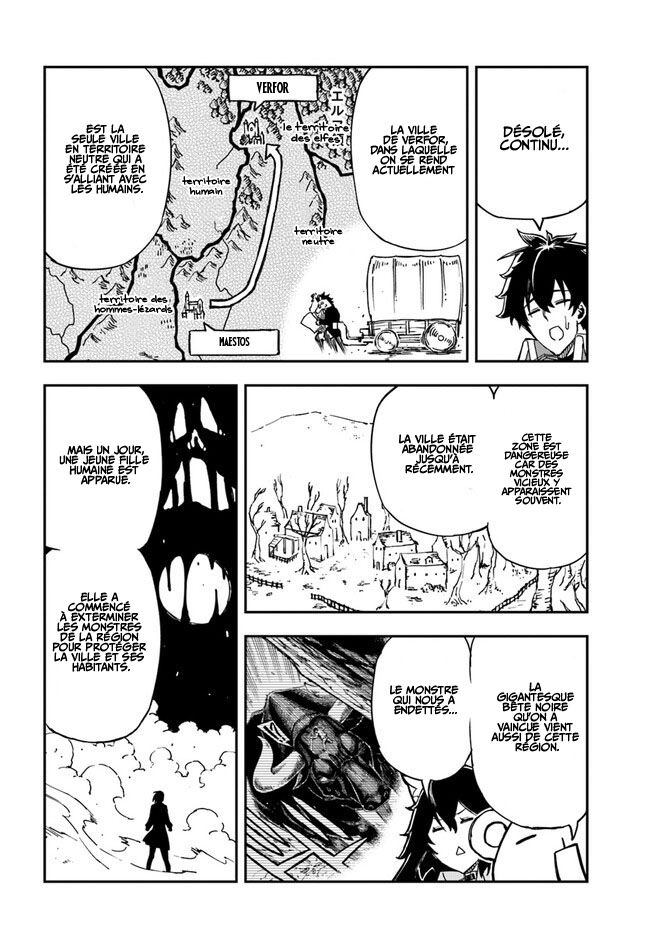 DÉSOLÉ,
CONTINU...
LA VILLE
DE VERFOR,
DANS LAQUELLE
ON SE REND
ACTUELLEMENT
EST LA
SEULE VILLE
EN TERRITOIRE
NEUTRE QUI A
ÉTÉ CRÉÉE EN
S'ALLIANT AVEC
LES HUMAINS.
VERFOR
エル
le territoire
des elfes
territoire
humain
territoire
neutre
territoire des
hommes-lézards
MAESTOS
CETTE
ZONE EST
DANGEREUSE
CAR DES
MONSTRES
VICIEUX Y
APPARAISSENT
SOUVENT.
LA VILLE ÉTAIT
ABANDONNÉE
JUSQU'À
RÉCEMMENT.
MAIS UN JOUR,
UNE JEUNE FILLE
HUMAINE EST
APPARUE.
ELLE A
COMMENCÉ
À EXTERMINER
LES MONSTRES
DE LA RÉGION
POUR PROTÉGER
LA VILLE ET SES
HABITANTS.
LA
GIGANTESQUE
BÊTE NOIRE
QU'ON A
VAINCUE VIENT
AUSSI DE CETTE
RÉGION.
LE MONSTRE
QUI NOUS A
ENDETTÉS...